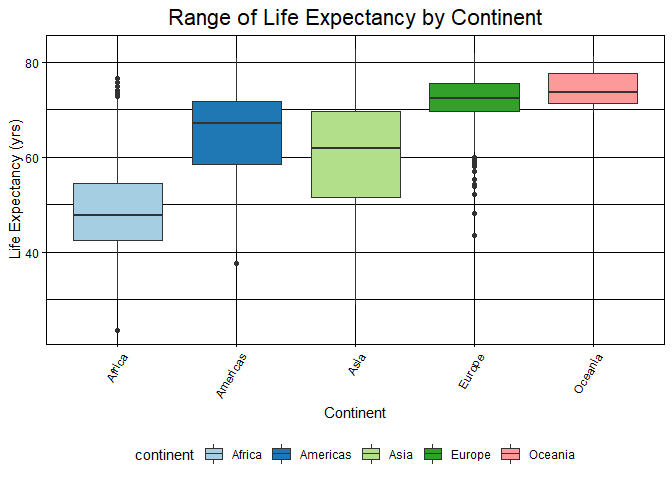 Range of Life Expectancy by Continent
Life Expectancy (yrs)
80
60
40
Africa
Americas
Asia
Europe
Oceania
Continent
continent Africa Americas Asia Europe Oceania